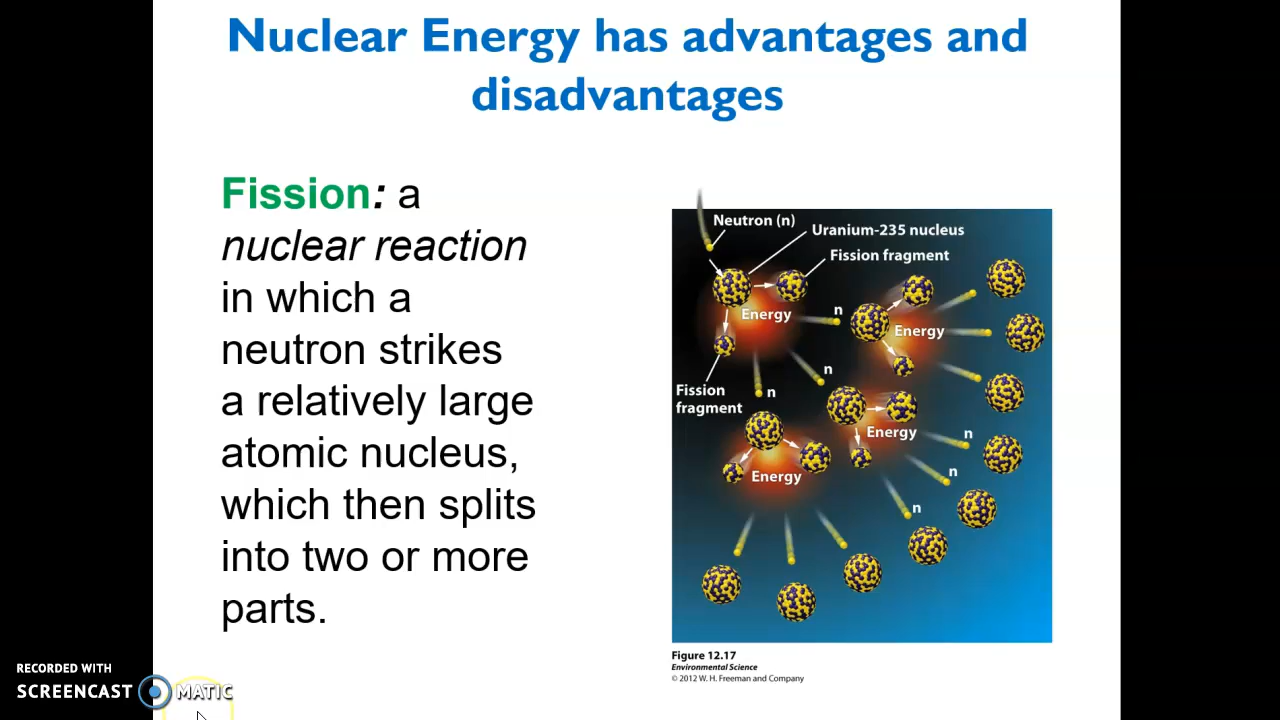 Nuclear Energy has advantages and
disadvantages
Fission: a
nuclear reaction
in which a
neutron strikes
a relatively large
atomic nucleus,
which then splits
into two or more
parts.
Neutron (n)
Uranium-235 nucleus
Fission fragment
Energy
n
Energy
n
Fission
fragment
n
Energy
n
Energy
n
n
Figure 12.17
Environmental Science
© 2012 W. H. Freeman and Company
RECORDED WITH
SCREENCAST MATIC